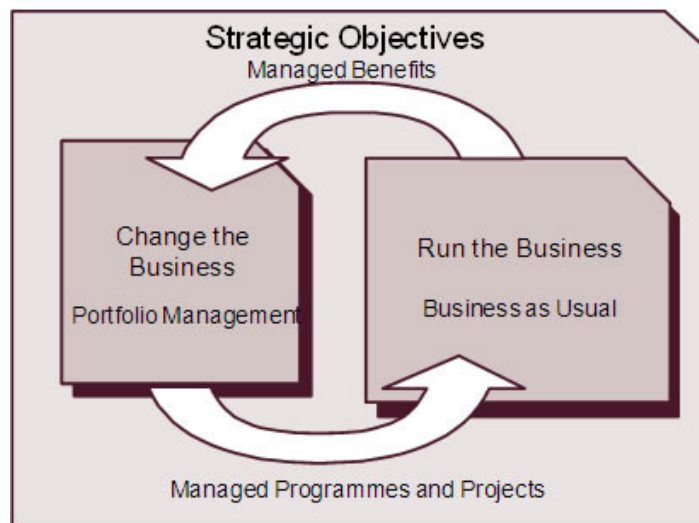 Strategic Objectives
Managed Benefits
Change the
Business
Portfolio Management
Run the Business
Business as Usual
Managed Programmes and Projects